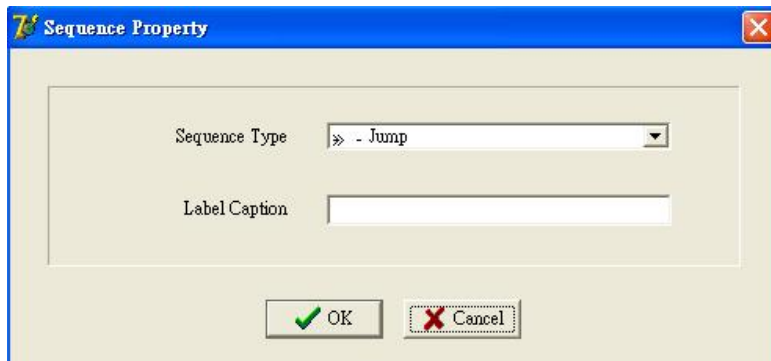 Sequence Property
Sequence Type
» - Jump
Label Caption
OK
Cancel